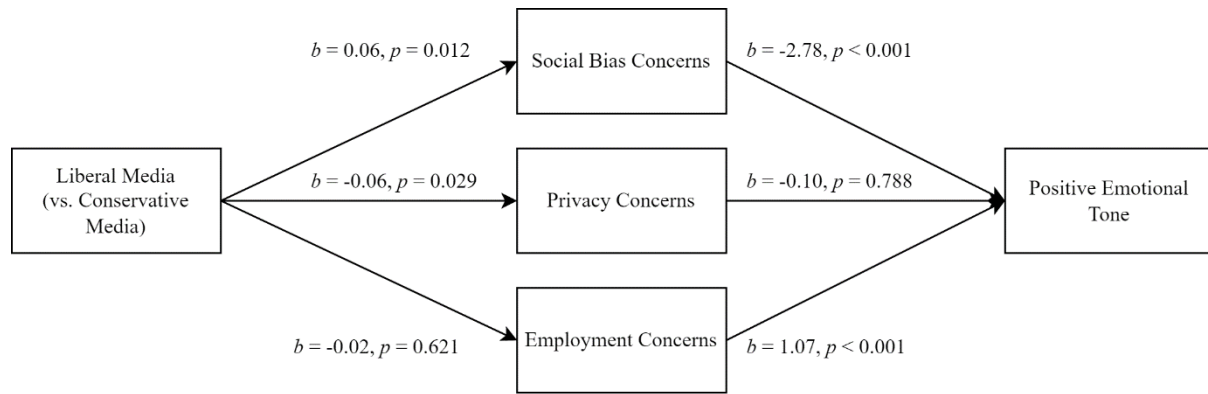 b = 0.06, p = 0.012
Social Bias Concerns
b = -2.78, p < 0.001
Liberal Media
(vs. Conservative
Media)
b = -0.06, p = 0.029
Privacy Concerns
b = -0.10, p = 0.788
Positive Emotional
Tone
b = -0.02, p = 0.621
Employment Concerns
b = 1.07, p < 0.001